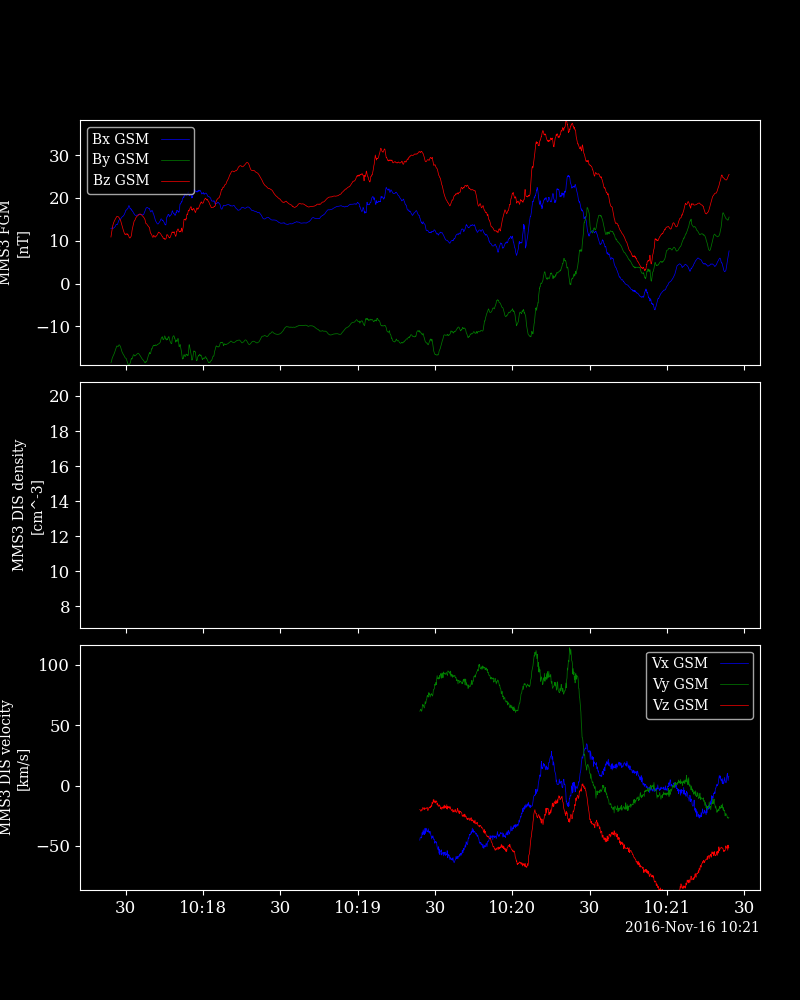 Bx GSM
By GSM
Bz GSM
30
20
10
0
−10
MMS3 FGM
[nT]
20
18
16
14
12
10
8
MMS3 DIS density
[cm^-3]
Vx GSM
Vy GSM
Vz GSM
100
50
0
−50
MMS3 DIS velocity
[km/s]
30 10:18 30 10:19 30 10:20 30 10:21 30
2016-Nov-16 10:21